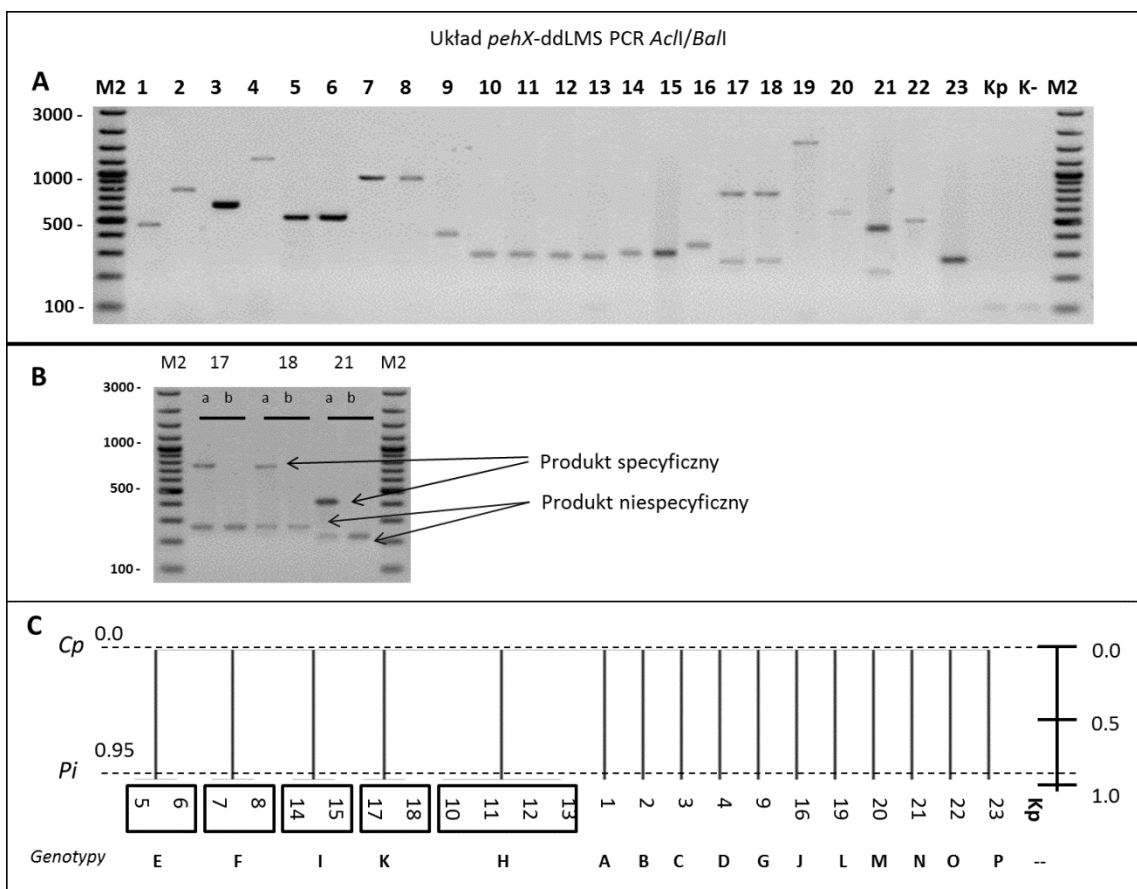 Układ pehX-ddLMS PCR AclI/BalI
A
M2 1 2 3 4 5 6 7 8 9 10 11 12 13 14 15 16 17 18 19 20 21 22 23 Kp K- M2
3000 -
1000 -
500 -
100 -
B
M2 17 18 21 M2
3000 -
a b a b a b
1000 -
Produkt specyficzny
500 -
Produkt niespecyficzny
100 -
C
Cp 0.0 0.0
0.5
Pi 0.95
1.0
5 6 7 8 14 15 17 18 10 11 12 13 1 2 3 4 9 16 19 20 21 22 23 Kp
Genotypy E F I K H A B C D G J L M N O P --